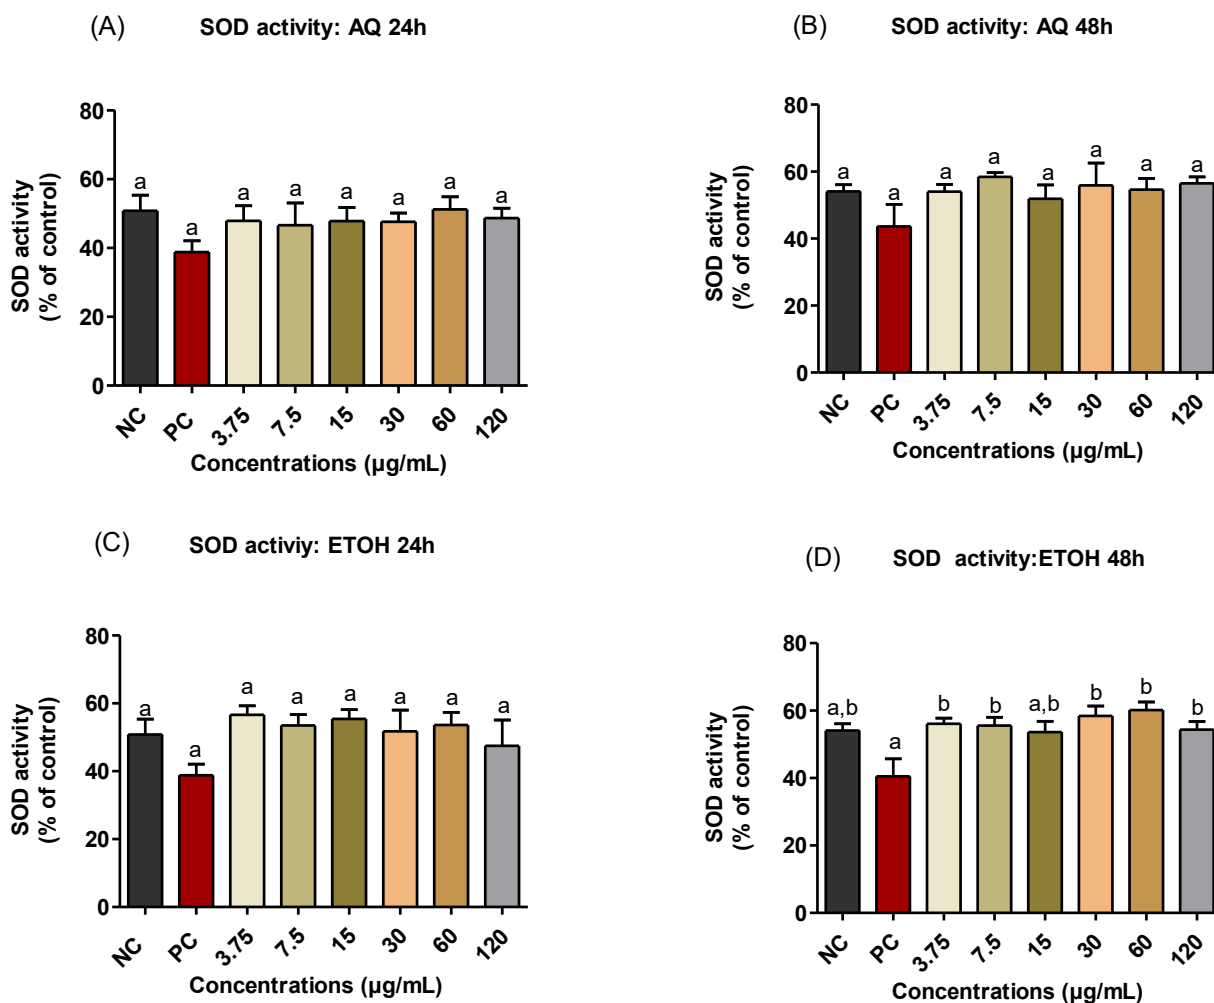 (A) SOD activity: AQ 24h
SOD activity
(% of control)
80
60
40
20
0
a a a a a a a a
NC PC 3.75 7.5 15 30 60 120
Concentrations (µg/mL)
(B) SOD activity: AQ 48h
SOD activity
(% of control)
80
60
40
20
0
a a a a a a a a
NC PC 3.75 7.5 15 30 60 120
Concentrations (µg/mL)
(C) SOD activiy: ETOH 24h
SOD activity
(% of control)
80
60
40
20
0
a a a a a a a a
NC PC 3.75 7.5 15 30 60 120
Concentrations (µg/mL)
(D) SOD activity:ETOH 48h
SOD activity
(% of control)
80
60
40
20
0
a,b a b b a,b b b b
NC PC 3.75 7.5 15 30 60 120
Concentrations (µg/mL)